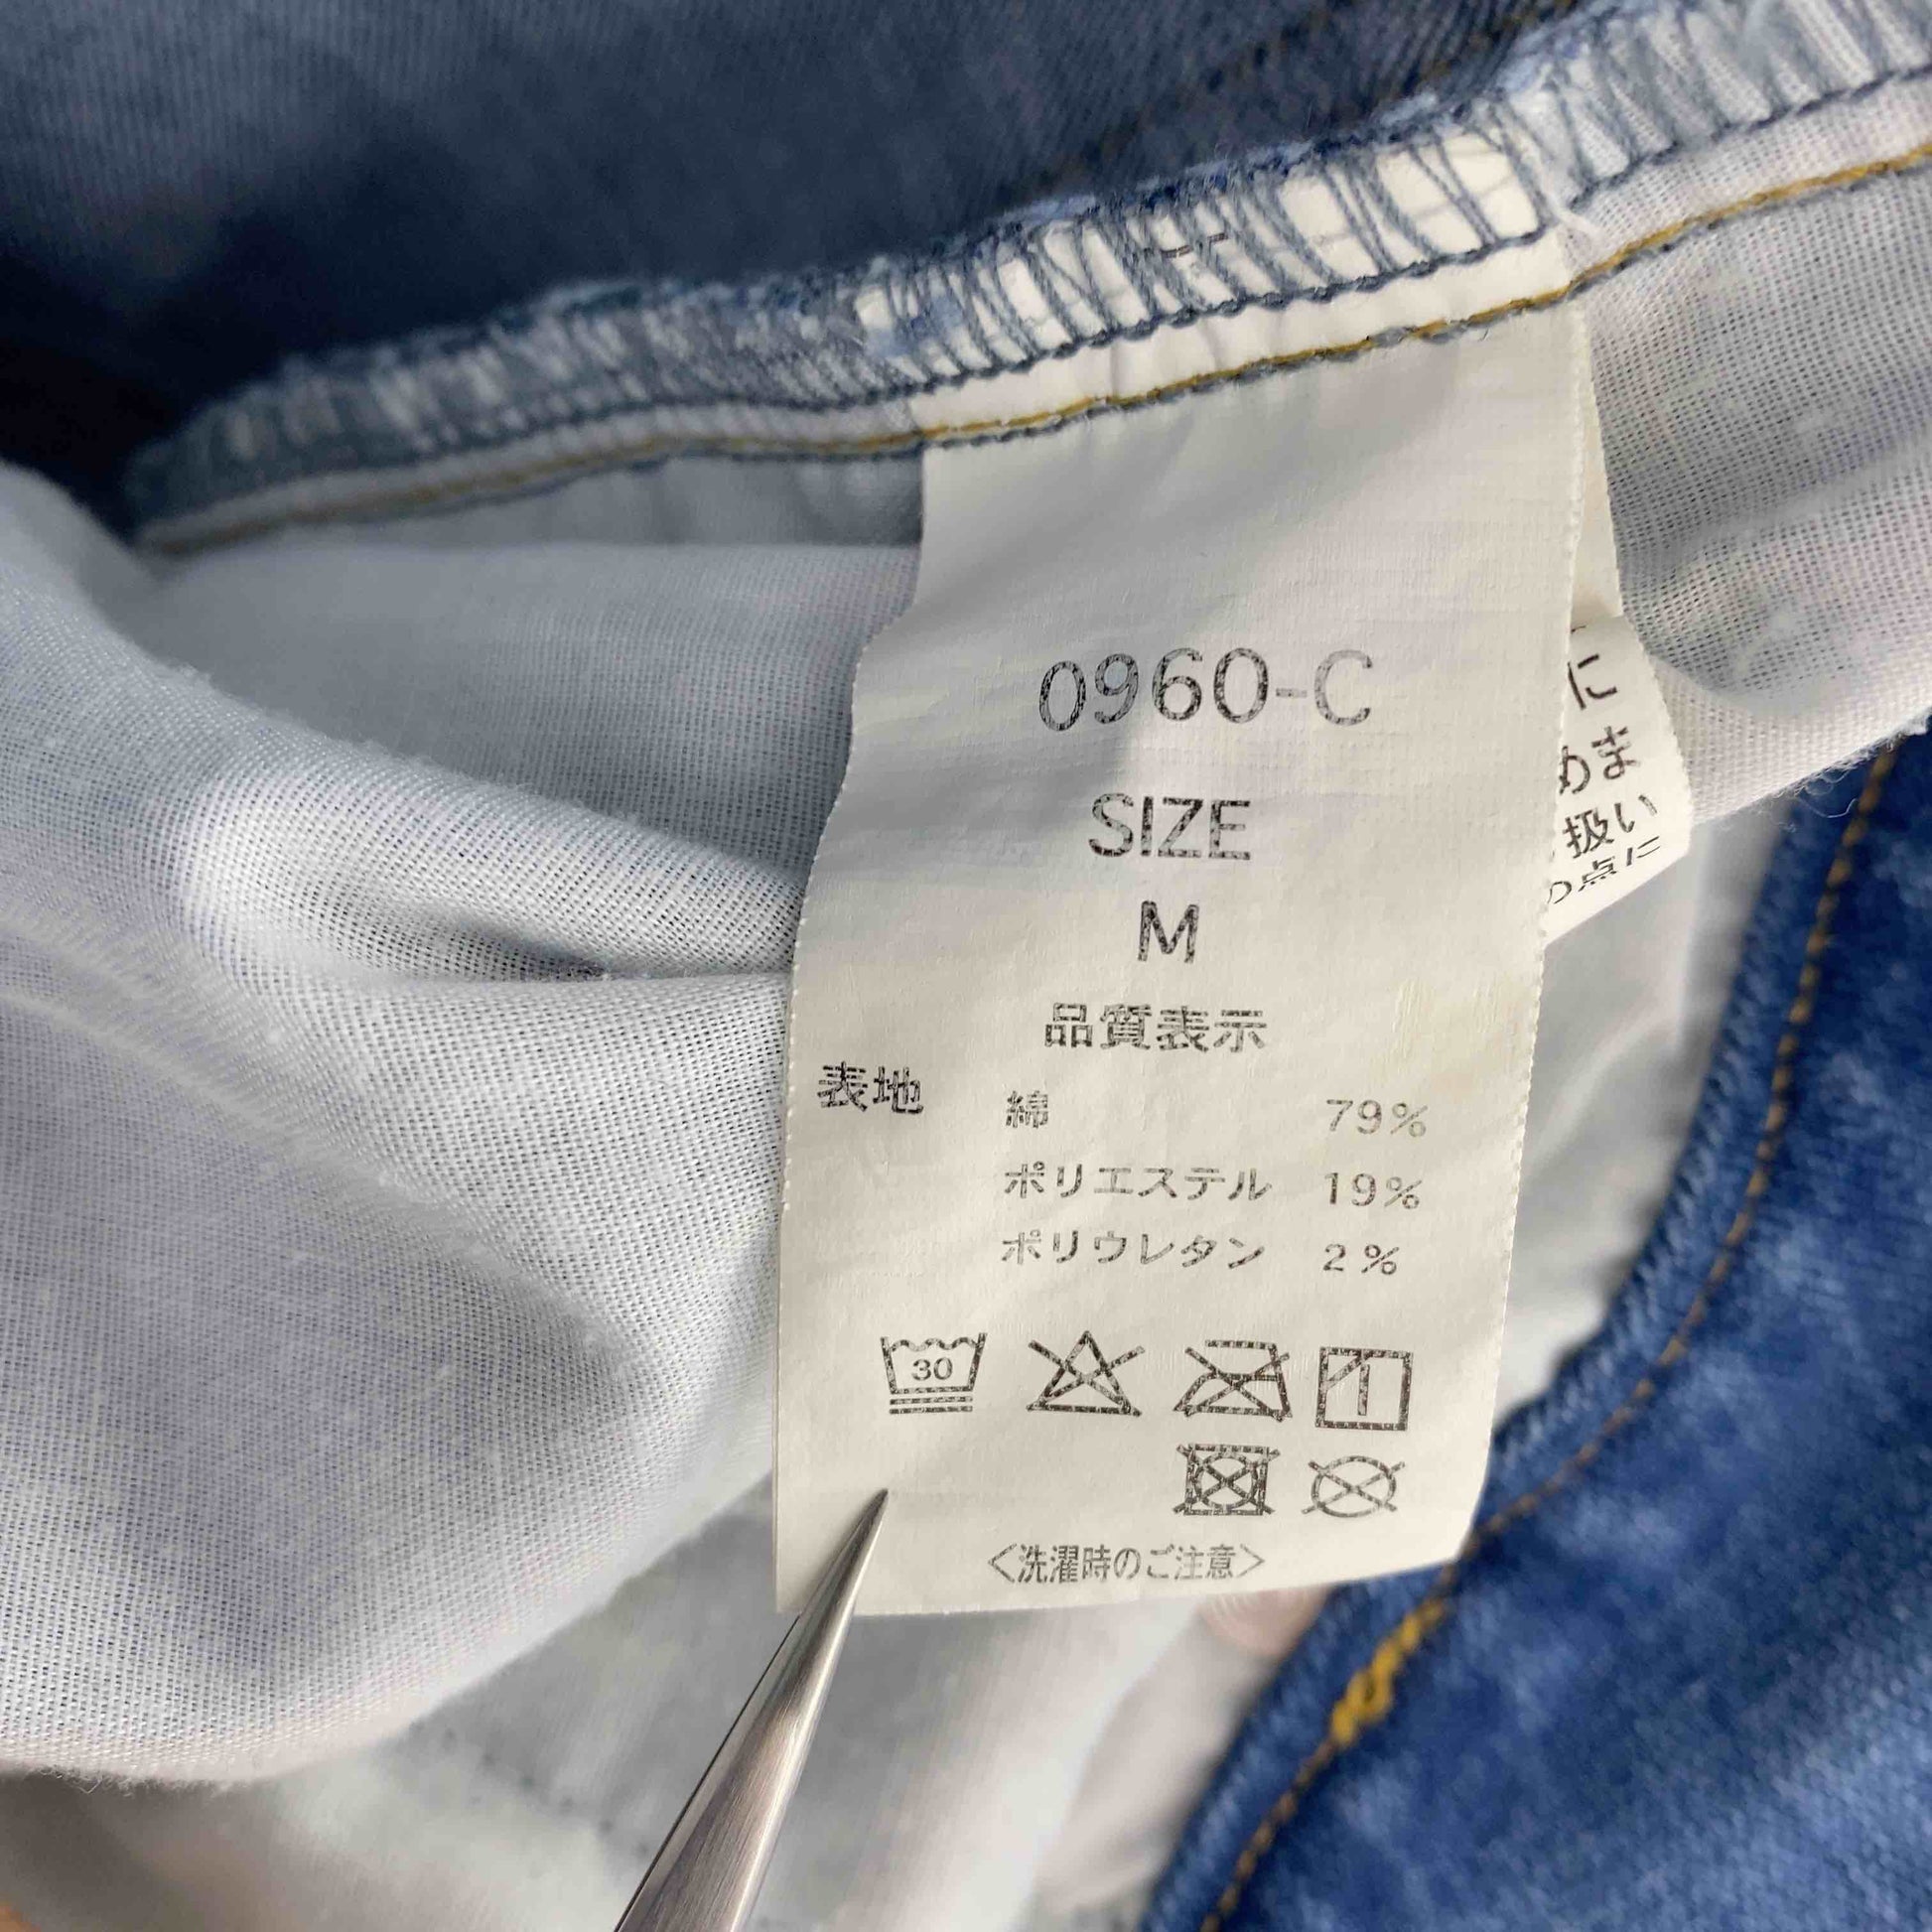 0960-C
SIZE
M
品質表示
表地 綿 79%
ポリエステル 19%
ポリウレタン 2%
30
<洗濯時のご注意>
に
めま
扱い
の点に